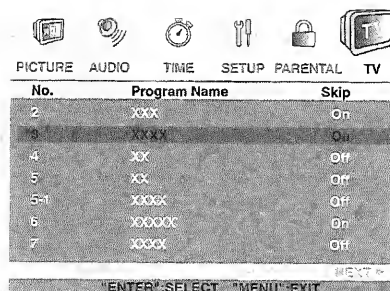 PICTURE AUDIO TIME SETUP PARENTAL TV
No. Program Name Skip
2 XXX On
3 XXXX On
4 XX Off
5 XX Off
5-1 XXXX Off
6 XXXXX On
7 XXXX Off
NEXT
"ENTER":SELECT "MENU":EXIT